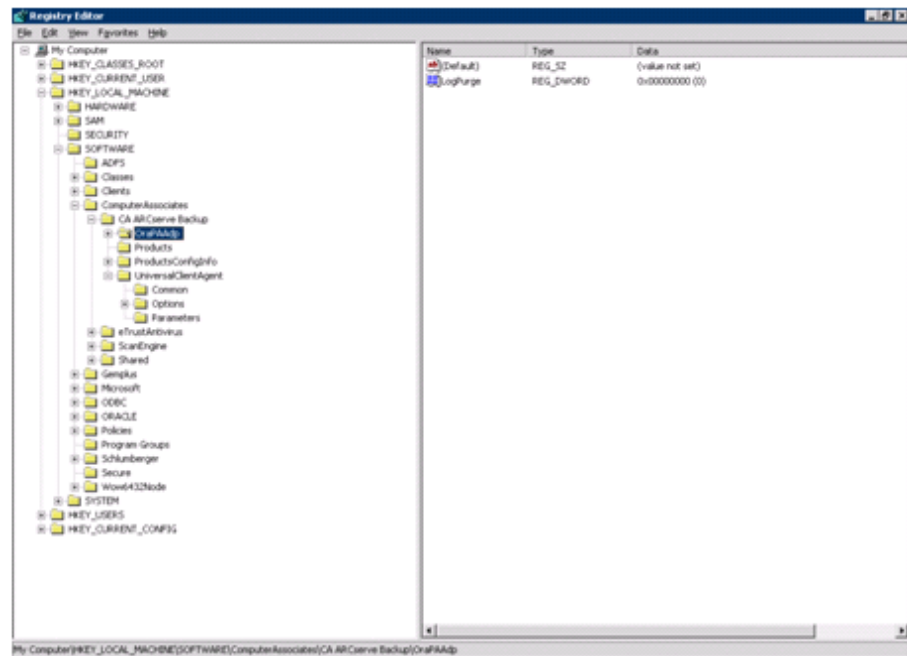 Registry Editor
File Edit View Favorites Help
My Computer
HKEY_CLASSES_ROOT
HKEY_CURRENT_USER
HKEY_LOCAL_MACHINE
HARDWARE
SAM
SECURITY
SOFTWARE
ADFS
Classes
Clients
ComputerAssociates
CA ARCserve Backup
OraPAAdp
Products
ProductsConfigInfo
UniversalClientAgent
Common
Options
Parameters
eTrustAntivirus
ScanEngine
Shared
Gemplus
Microsoft
ODBC
ORACLE
Policies
Program Groups
Schlumberger
Secure
Wow6432Node
SYSTEM
HKEY_USERS
HKEY_CURRENT_CONFIG
Name Type Data
(Default) REG_SZ (value not set)
LogPurge REG_DWORD 0x00000000 (0)
My Computer\HKEY_LOCAL_MACHINE\SOFTWARE\ComputerAssociates\CA ARCserve Backup\OraPAAdp